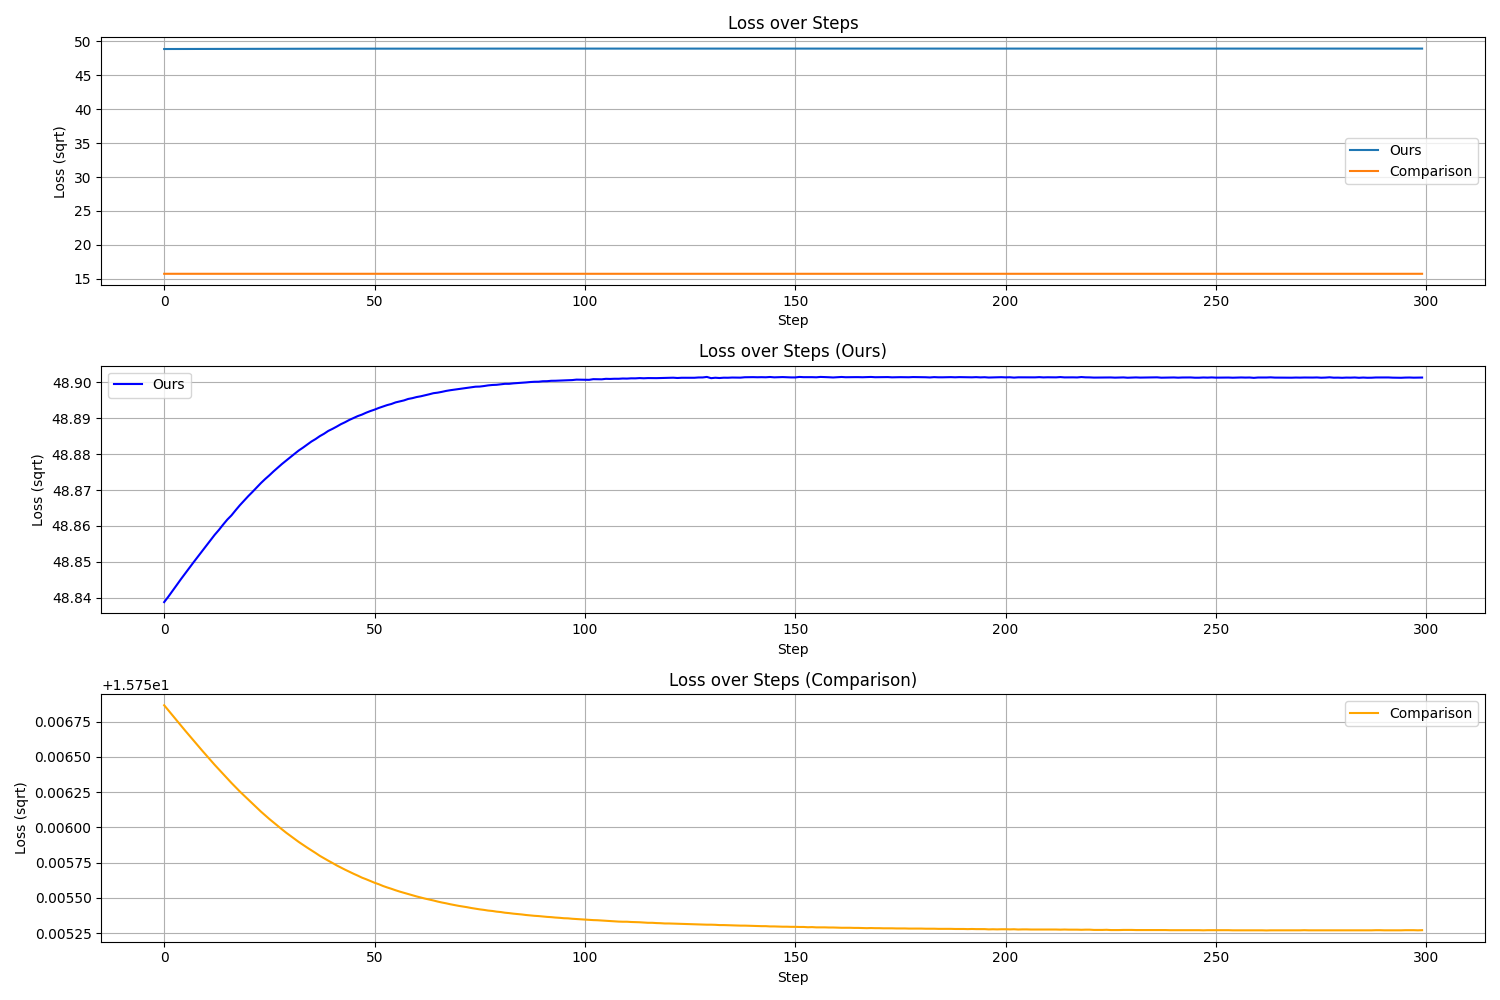 Loss over Steps
50
45
40
35
30
25
20
15
Loss (sqrt)
Ours
Comparison
0 50 100 150 200 250 300
Step
Loss over Steps (Ours)
Ours
48.90
48.89
48.88
48.87
48.86
48.85
48.84
Loss (sqrt)
0 50 100 150 200 250 300
Step
Loss over Steps (Comparison)
+1.575e1
Comparison
0.00675
0.00650
0.00625
0.00600
0.00575
0.00550
0.00525
Loss (sqrt)
0 50 100 150 200 250 300
Step